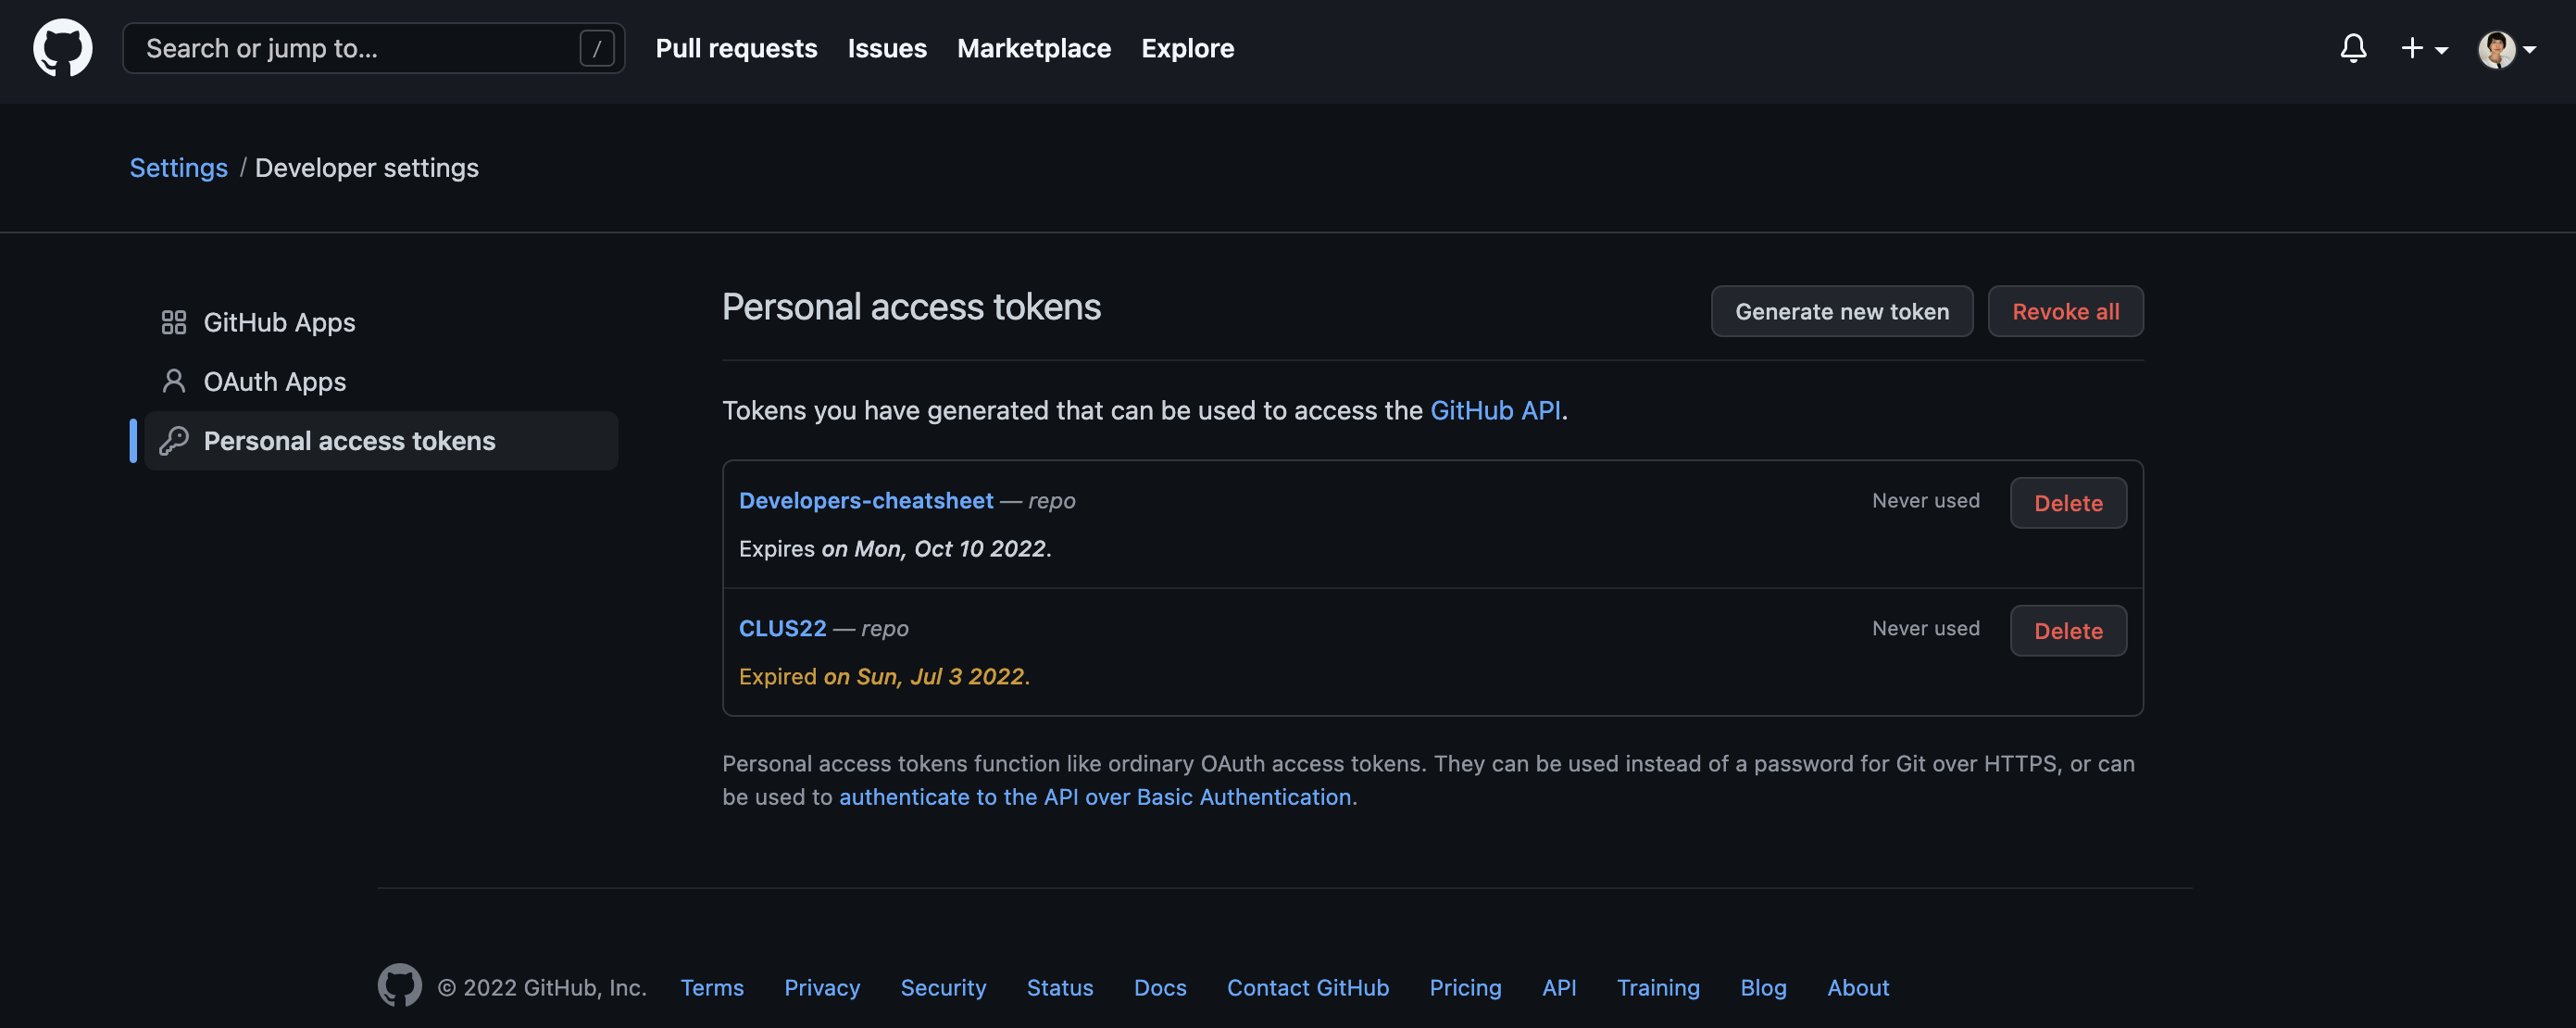 Search or jump to... /
Pull requests Issues Marketplace Explore
Settings / Developer settings
GitHub Apps
OAuth Apps
Personal access tokens
Personal access tokens
Generate new token Revoke all
Tokens you have generated that can be used to access the GitHub API.
Developers-cheatsheet — repo Never used Delete
Expires on Mon, Oct 10 2022.
CLUS22 — repo Never used Delete
Expired on Sun, Jul 3 2022.
Personal access tokens function like ordinary OAuth access tokens. They can be used instead of a password for Git over HTTPS, or can
be used to authenticate to the API over Basic Authentication.
© 2022 GitHub, Inc. Terms Privacy Security Status Docs Contact GitHub Pricing API Training Blog About